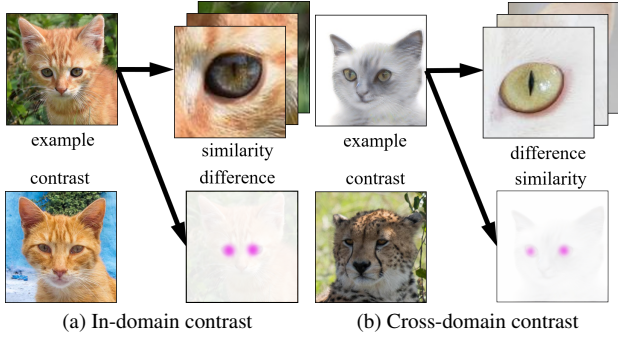 example
similarity
contrast
difference
(a) In-domain contrast
example
difference
contrast
similarity
(b) Cross-domain contrast